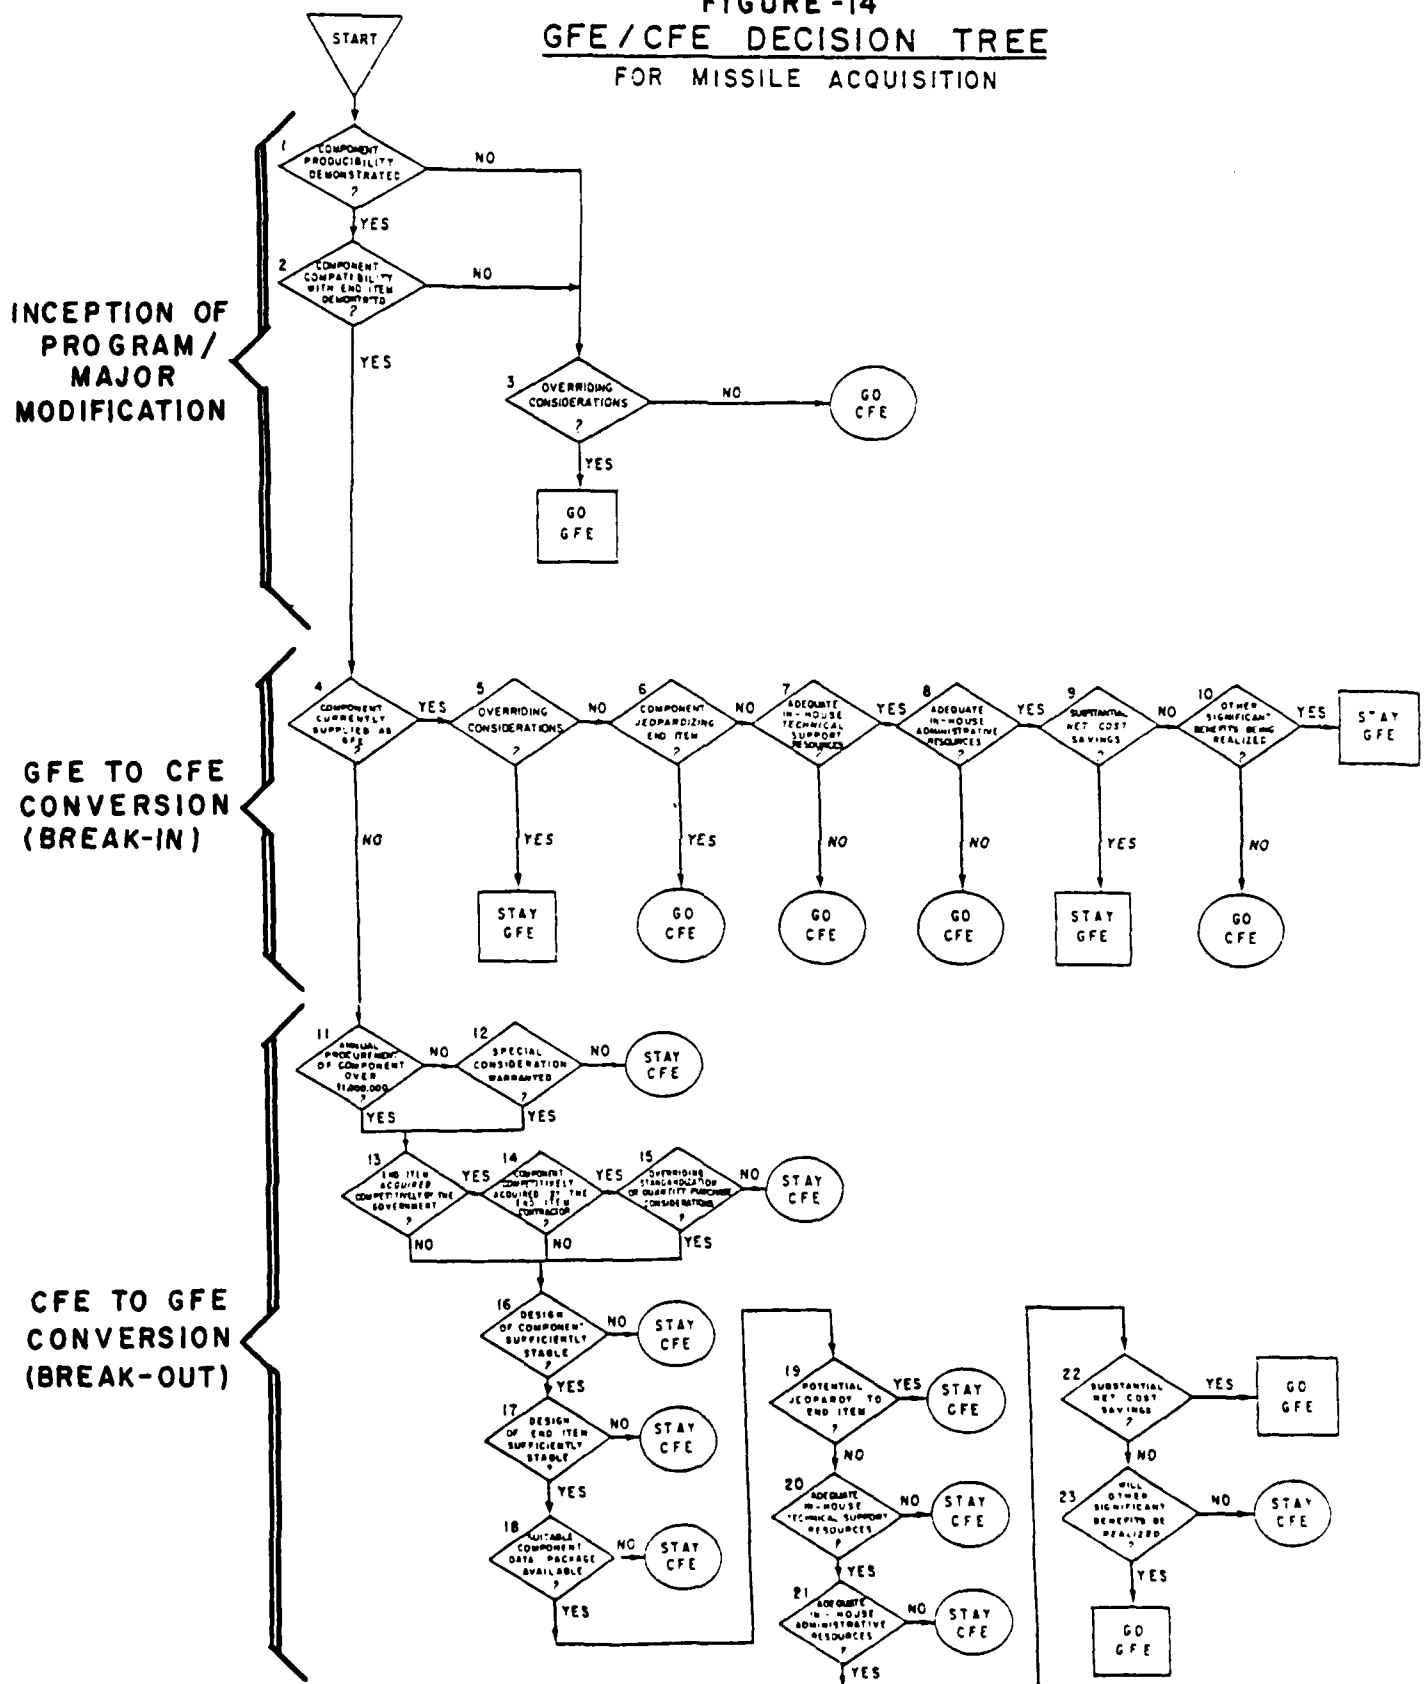 FIGURE-14
GFE/CFE DECISION TREE
FOR MISSILE ACQUISITION
START
INCEPTION OF
PROGRAM/
MAJOR
MODIFICATION
1
COMPONENT
PRODUCIBILITY
DEMONSTRATED
?
NO
YES
2
COMPONENT
COMPATIBILITY
WITH END ITEM
DEMONSTRTD
?
NO
YES
3
OVERRIDING
CONSIDERATIONS
?
NO
GO
CFE
YES
GO
GFE
GFE TO CFE
CONVERSION
(BREAK-IN)
4
COMPONENT
CURRENTLY
SUPPLIED AS
GFE
?
YES
NO
5
OVERRIDING
CONSIDERATIONS
?
NO
YES
STAY
GFE
6
COMPONENT
JEOPARDIZING
END ITEM
?
NO
YES
GO
CFE
7
ADEQUATE
IN-HOUSE
TECHNICAL
SUPPORT
RESOURCES
?
YES
NO
GO
CFE
8
ADEQUATE
IN-HOUSE
ADMINISTRATIVE
RESOURCES
?
YES
NO
GO
CFE
9
SUBSTANTIAL
NET COST
SAVINGS
?
NO
YES
STAY
GFE
10
OTHER
SIGNIFICANT
BENEFITS BEING
REALIZED
?
YES
STAY
GFE
NO
GO
CFE
CFE TO GFE
CONVERSION
(BREAK-OUT)
11
ANNUAL
PROCUREMENT
OF COMPONENT
OVER
$1,000,000
?
NO
YES
12
SPECIAL
CONSIDERATION
WARRANTED
?
NO
STAY
CFE
YES
13
END ITEM
ACQUIRED
COMPETITIVELY BY THE
GOVERNMENT
?
YES
NO
14
COMPONENT
COMPETITIVELY
ACQUIRED BY THE
END ITEM
CONTRACTOR
?
YES
NO
15
OVERRIDING
STANDARDIZATION
OR QUANTITY PURCHASE
CONSIDERATIONS
?
NO
STAY
CFE
YES
16
DESIGN
OF COMPONENT
SUFFICIENTLY
STABLE
?
NO
STAY
CFE
YES
17
DESIGN
OF END ITEM
SUFFICIENTLY
STABLE
?
NO
STAY
CFE
YES
18
SUITABLE
COMPONENT
DATA PACKAGE
AVAILABLE
?
NO
STAY
CFE
YES
19
POTENTIAL
JEOPARDY TO
END ITEM
?
YES
STAY
CFE
NO
20
ADEQUATE
IN-HOUSE
TECHNICAL SUPPORT
RESOURCES
?
NO
STAY
CFE
YES
21
ADEQUATE
IN-HOUSE
ADMINISTRATIVE
RESOURCES
?
NO
STAY
CFE
YES
22
SUBSTANTIAL
NET COST
SAVINGS
?
YES
GO
GFE
NO
23
WILL
OTHER
SIGNIFICANT
BENEFITS BE
REALIZED
?
NO
STAY
CFE
YES
GO
GFE